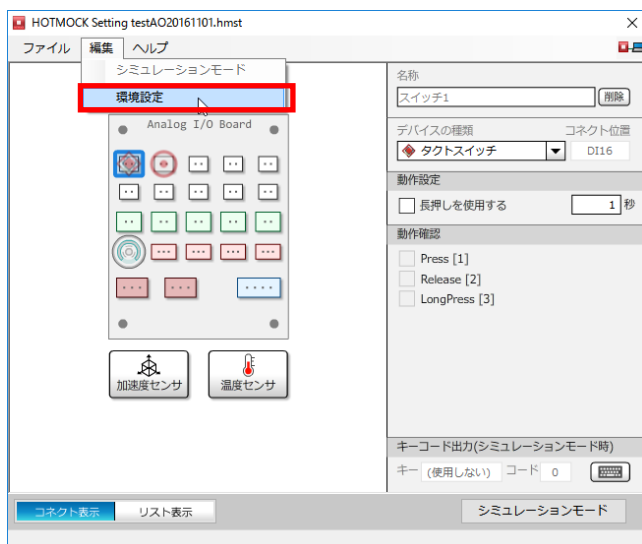 HOTMOCK Setting testAO20161101.hmst
ファイル 編集 ヘルプ
シミュレーションモード
環境設定
Analog I/O Board
加速度センサ
温度センサ
名称
スイッチ1
削除
デバイスの種類 コネクト位置
タクトスイッチ DI16
動作設定
長押しを使用する 1 秒
動作確認
Press [1]
Release [2]
LongPress [3]
キーコード出力(シミュレーションモード時)
キー (使用しない) コード 0
コネクト表示 リスト表示 シミュレーションモード